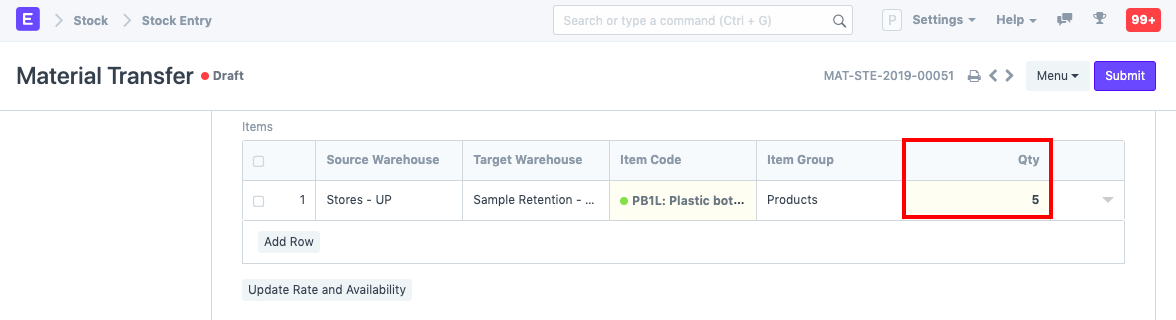 E Stock Stock Entry Search or type a command (Ctrl + G) P Settings Help 99+
Material Transfer Draft MAT-STE-2019-00051 Menu Submit
Items
Source Warehouse Target Warehouse Item Code Item Group Qty
1 Stores - UP Sample Retention - ... PB1L: Plastic bot... Products 5
Add Row
Update Rate and Availability